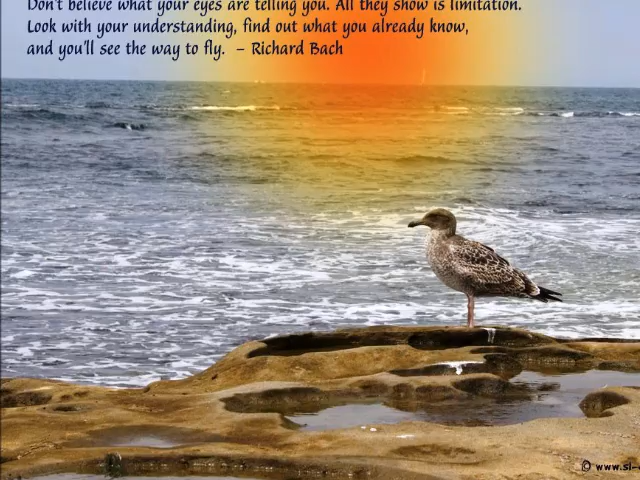 Don't believe what your eyes are telling you. All they show is limitation.
Look with your understanding, find out what you already know,
and you'll see the way to fly. – Richard Bach
© www.sl-